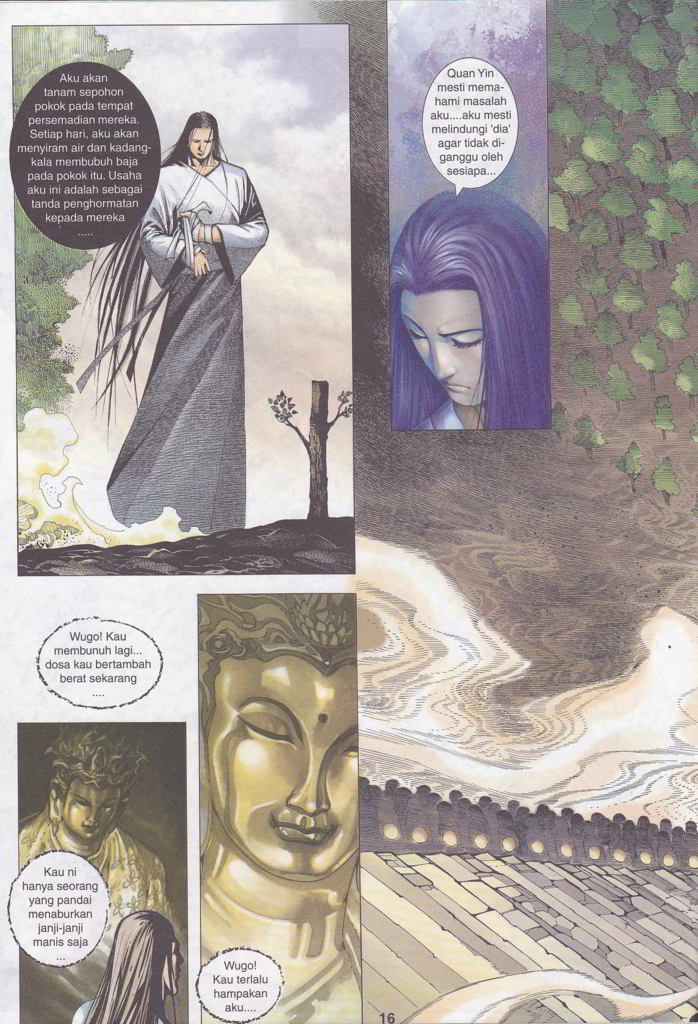 Aku akan
tanam sepohon
pokok pada tempat
persemadian mereka.
Setiap hari, aku akan
menyiram air dan kadang-
kala membubuh baja
pada pokok itu. Usaha
aku ini adalah sebagai
tanda penghormatan
kepada mereka
.....
Quan Yin
mesti mema-
hami masalah
aku....aku mesti
melindungi 'dia'
agar tidak di-
ganggu oleh
sesiapa...
Wugo! Kau
membunuh lagi...
dosa kau bertambah
berat sekarang
....
Kau ni
hanya seorang
yang pandai
menaburkan
janji-janji
manis saja
...
Wugo!
Kau terlalu
hampakan
aku....
16